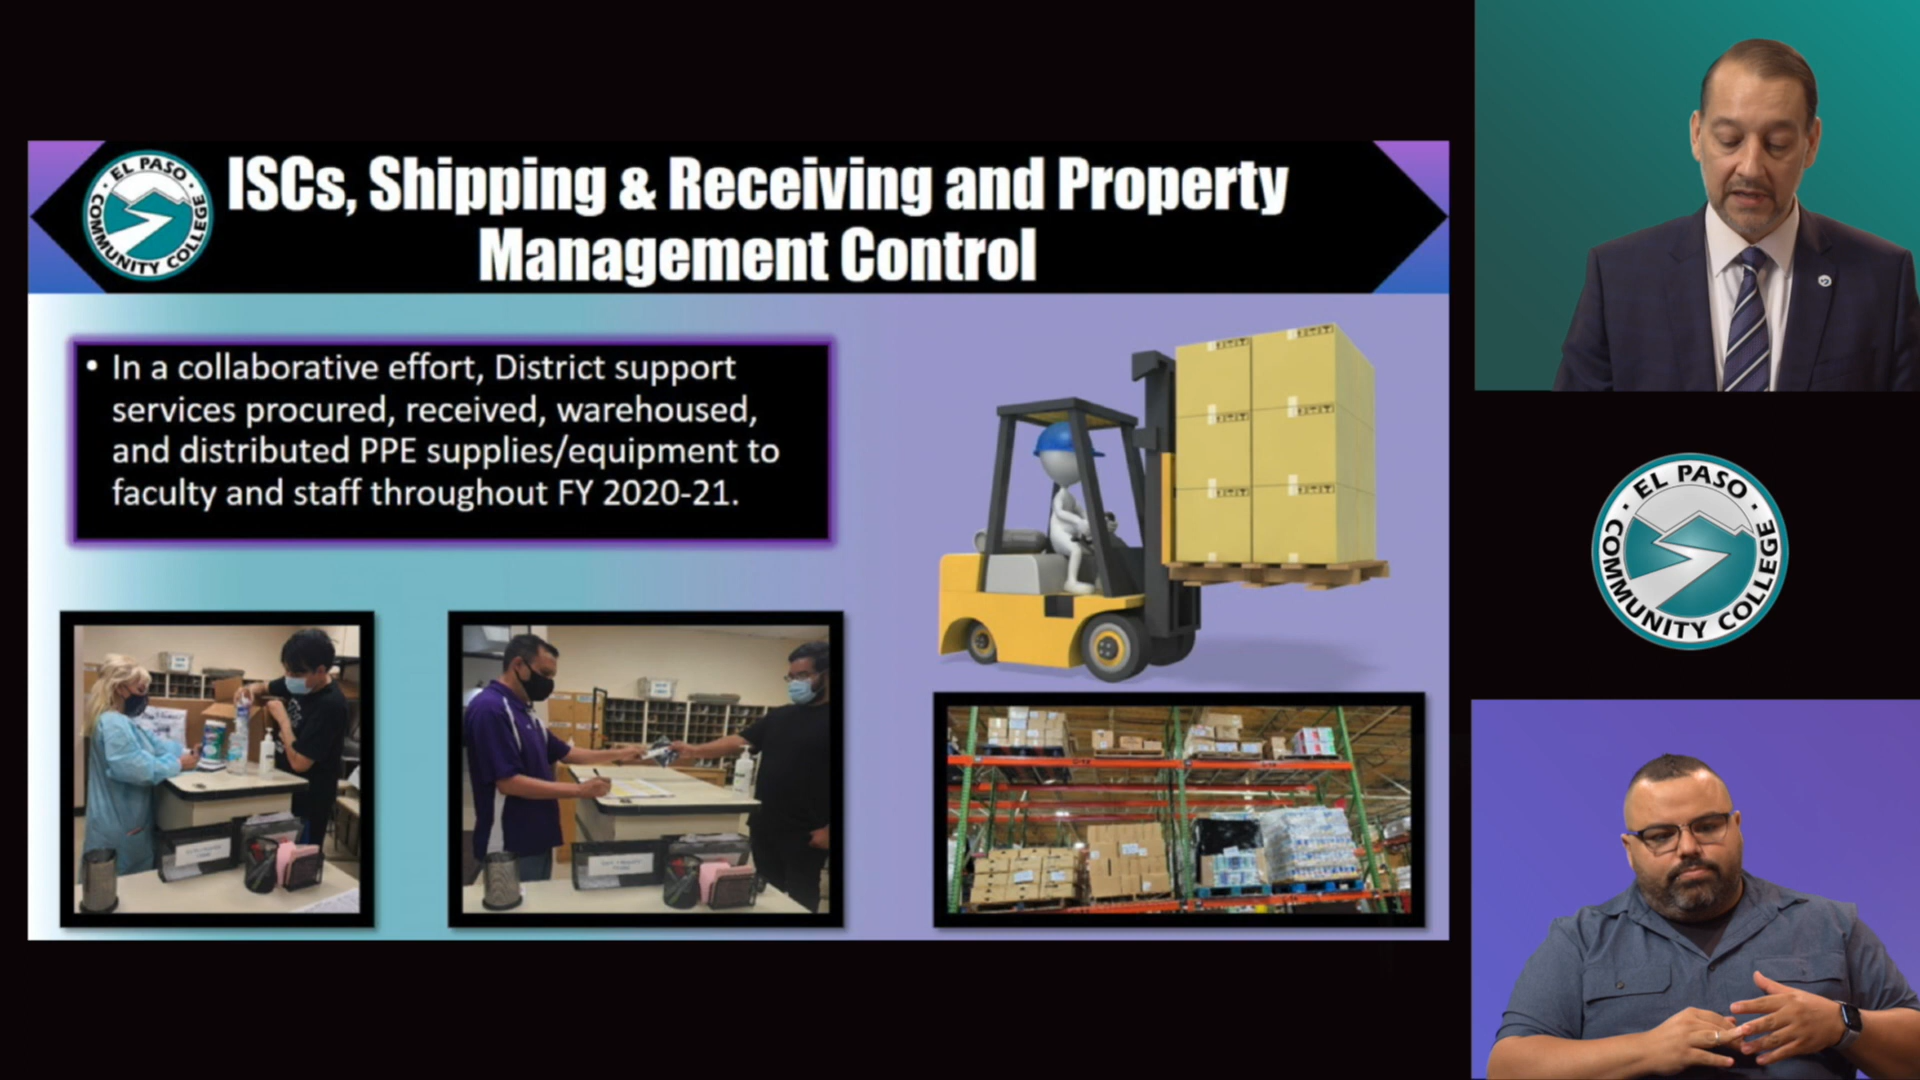 EL PASO
COMMUNITY COLLEGE
ISCs, Shipping & Receiving and Property
Management Control
• In a collaborative effort, District support
services procured, received, warehoused,
and distributed PPE supplies/equipment to
faculty and staff throughout FY 2020-21.
EL PASO
COMMUNITY COLLEGE